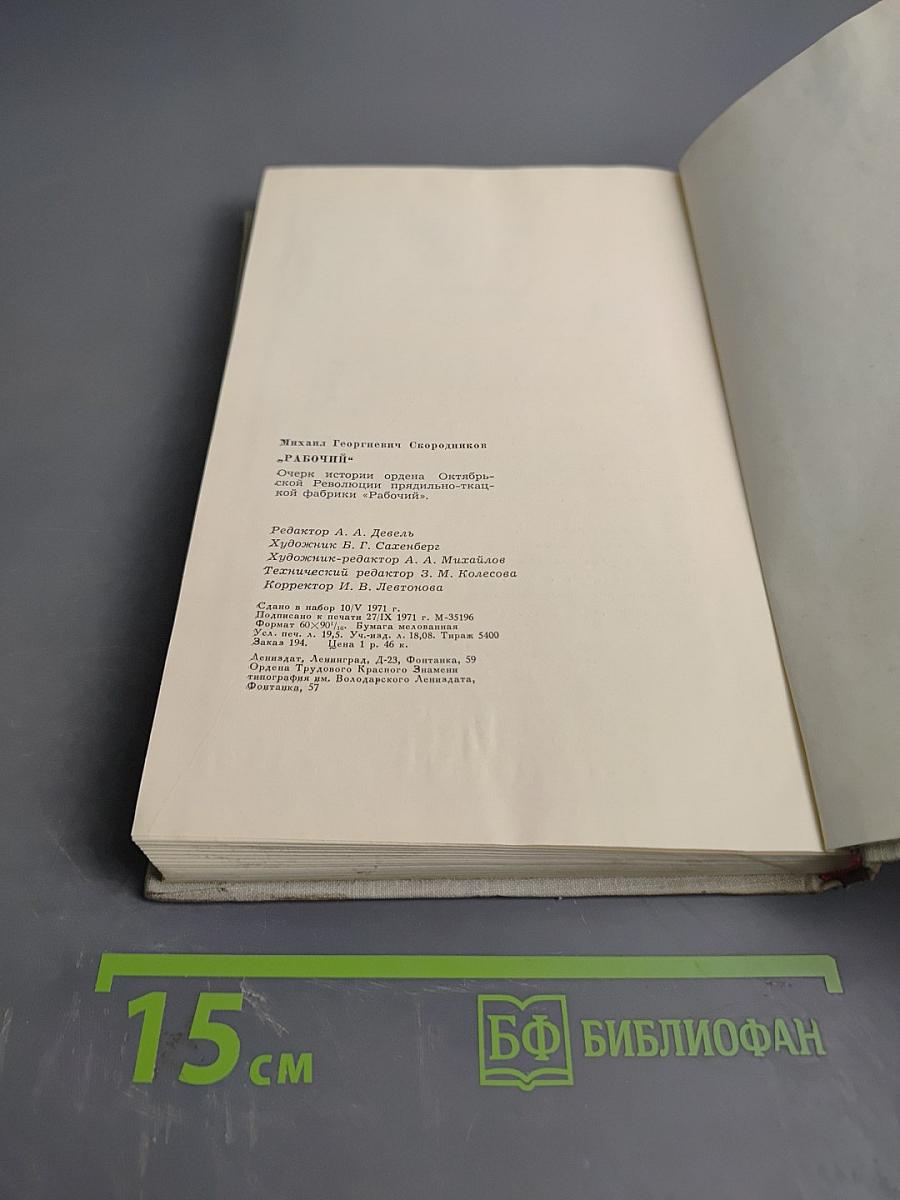 Михаил Георгиевич Скородников
„РАБОЧИЙ“
Очерк истории ордена Октябрь-
ской Революции прядильно-ткац-
кой фабрики «Рабочий».
Редактор А. А. Девель
Художник Б. Г. Сахенберг
Художник-редактор А. А. Михайлов
Технический редактор З. М. Колесова
Корректор И. В. Левтонова
Сдано в набор 10/V 1971 г.
Подписано к печати 27/IX 1971 г. М-35196
Формат 60×90¹/₁₆. Бумага мелованная
Усл. печ. л. 19,5. Уч.-изд. л. 18,08. Тираж 5400
Заказ 194. Цена 1 р. 46 к.
Лениздат, Ленинград, Д-23, Фонтанка, 59
Ордена Трудового Красного Знамени
типография им. Володарского Лениздата,
Фонтанка, 57
15 см
БФ БИБЛИОФАН